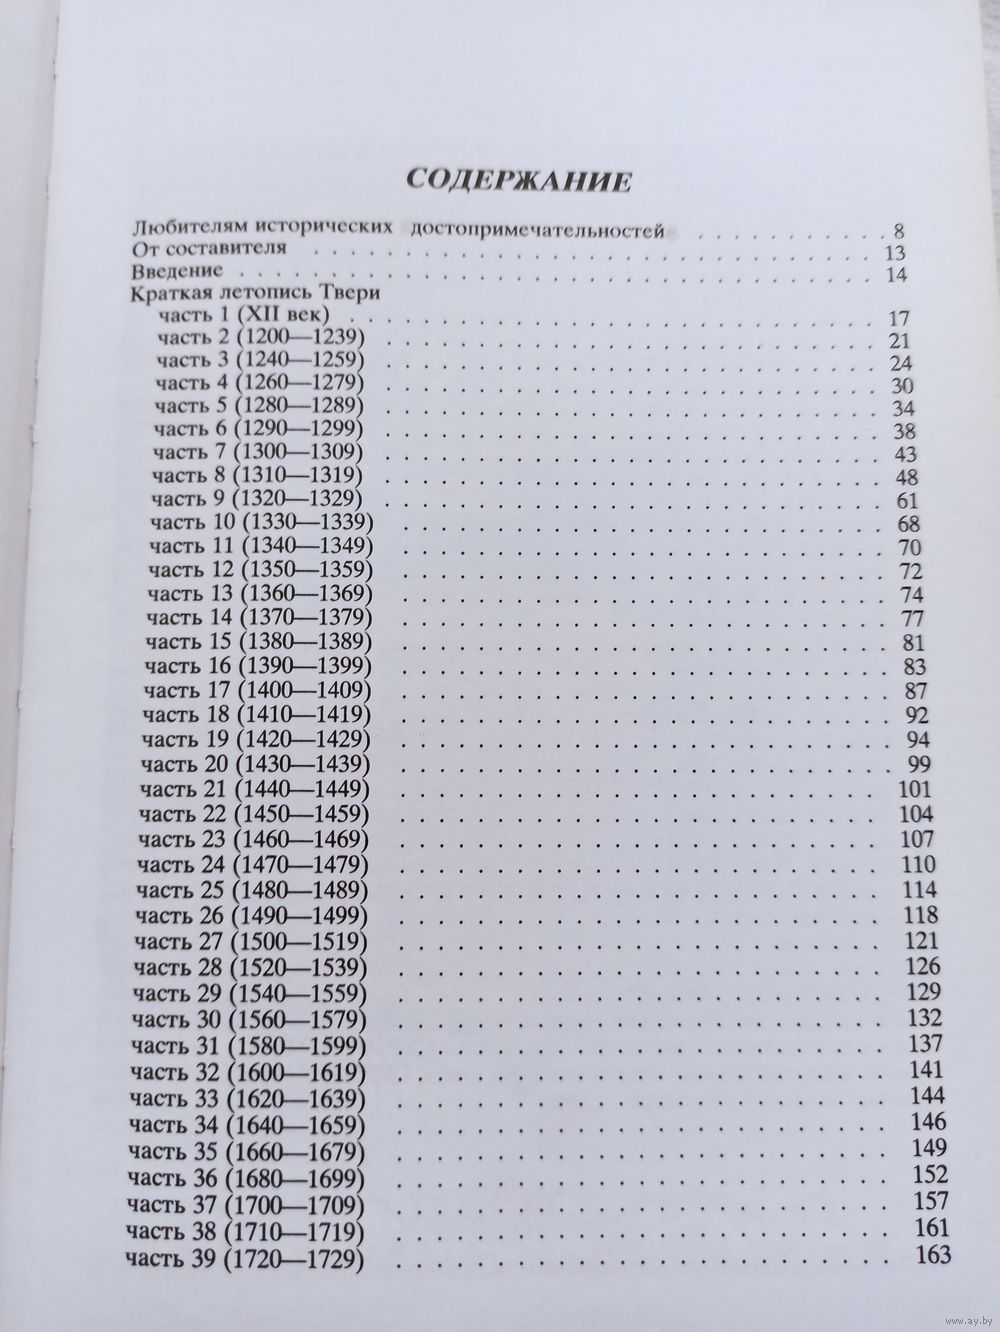 СОДЕРЖАНИЕ
Любителям исторических достопримечательностей . . . . . . . . . . . 8
От составителя . . . . . . . . . . . . . . . . . . . . . . . . . . . . . . 13
Введение . . . . . . . . . . . . . . . . . . . . . . . . . . . . . . . . . . 14
Краткая летопись Твери
часть 1 (XII век) . . . . . . . . . . . . . . . . . . . . . . . . . . . . 17
часть 2 (1200—1239) . . . . . . . . . . . . . . . . . . . . . . . . . . 21
часть 3 (1240—1259) . . . . . . . . . . . . . . . . . . . . . . . . . . 24
часть 4 (1260—1279) . . . . . . . . . . . . . . . . . . . . . . . . . . 30
часть 5 (1280—1289) . . . . . . . . . . . . . . . . . . . . . . . . . . 34
часть 6 (1290—1299) . . . . . . . . . . . . . . . . . . . . . . . . . . 38
часть 7 (1300—1309) . . . . . . . . . . . . . . . . . . . . . . . . . . 43
часть 8 (1310—1319) . . . . . . . . . . . . . . . . . . . . . . . . . . 48
часть 9 (1320—1329) . . . . . . . . . . . . . . . . . . . . . . . . . . 61
часть 10 (1330—1339) . . . . . . . . . . . . . . . . . . . . . . . . . . 68
часть 11 (1340—1349) . . . . . . . . . . . . . . . . . . . . . . . . . . 70
часть 12 (1350—1359) . . . . . . . . . . . . . . . . . . . . . . . . . . 72
часть 13 (1360—1369) . . . . . . . . . . . . . . . . . . . . . . . . . . 74
часть 14 (1370—1379) . . . . . . . . . . . . . . . . . . . . . . . . . . 77
часть 15 (1380—1389) . . . . . . . . . . . . . . . . . . . . . . . . . . 81
часть 16 (1390—1399) . . . . . . . . . . . . . . . . . . . . . . . . . . 83
часть 17 (1400—1409) . . . . . . . . . . . . . . . . . . . . . . . . . . 87
часть 18 (1410—1419) . . . . . . . . . . . . . . . . . . . . . . . . . . 92
часть 19 (1420—1429) . . . . . . . . . . . . . . . . . . . . . . . . . . 94
часть 20 (1430—1439) . . . . . . . . . . . . . . . . . . . . . . . . . . 99
часть 21 (1440—1449) . . . . . . . . . . . . . . . . . . . . . . . . . 101
часть 22 (1450—1459) . . . . . . . . . . . . . . . . . . . . . . . . . 104
часть 23 (1460—1469) . . . . . . . . . . . . . . . . . . . . . . . . . 107
часть 24 (1470—1479) . . . . . . . . . . . . . . . . . . . . . . . . . 110
часть 25 (1480—1489) . . . . . . . . . . . . . . . . . . . . . . . . . 114
часть 26 (1490—1499) . . . . . . . . . . . . . . . . . . . . . . . . . 118
часть 27 (1500—1519) . . . . . . . . . . . . . . . . . . . . . . . . . 121
часть 28 (1520—1539) . . . . . . . . . . . . . . . . . . . . . . . . . 126
часть 29 (1540—1559) . . . . . . . . . . . . . . . . . . . . . . . . . 129
часть 30 (1560—1579) . . . . . . . . . . . . . . . . . . . . . . . . . 132
часть 31 (1580—1599) . . . . . . . . . . . . . . . . . . . . . . . . . 137
часть 32 (1600—1619) . . . . . . . . . . . . . . . . . . . . . . . . . 141
часть 33 (1620—1639) . . . . . . . . . . . . . . . . . . . . . . . . . 144
часть 34 (1640—1659) . . . . . . . . . . . . . . . . . . . . . . . . . 146
часть 35 (1660—1679) . . . . . . . . . . . . . . . . . . . . . . . . . 149
часть 36 (1680—1699) . . . . . . . . . . . . . . . . . . . . . . . . . 152
часть 37 (1700—1709) . . . . . . . . . . . . . . . . . . . . . . . . . 157
часть 38 (1710—1719) . . . . . . . . . . . . . . . . . . . . . . . . . 161
часть 39 (1720—1729) . . . . . . . . . . . . . . . . . . . . . . . . . 163
www.ay.by